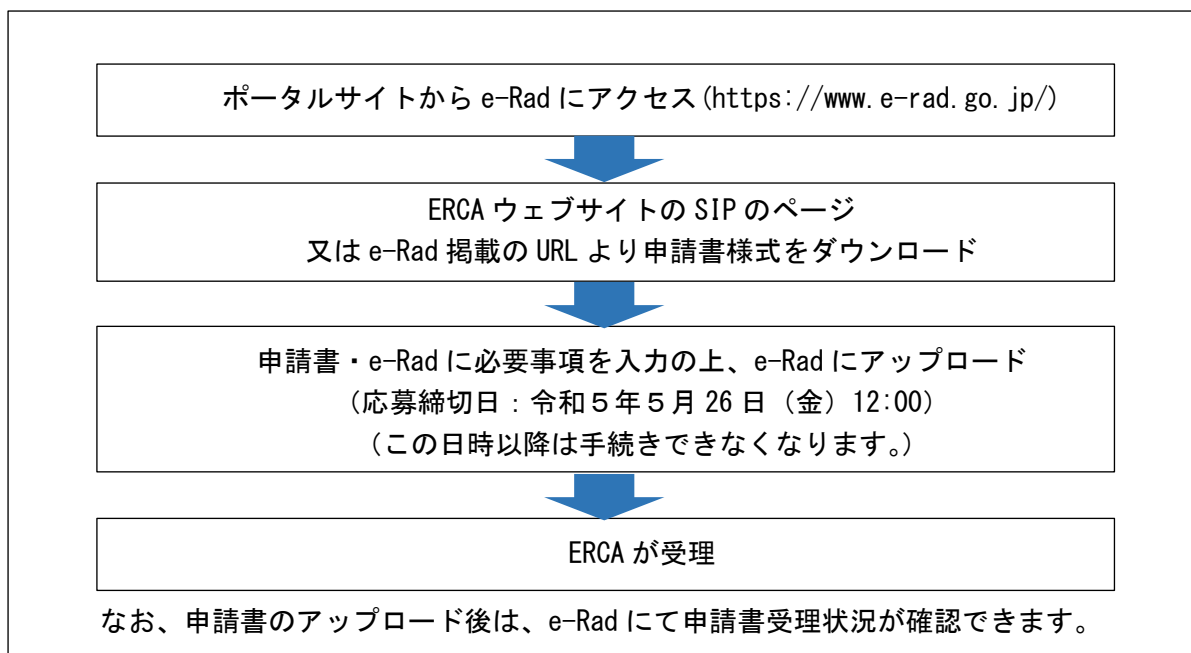 ポータルサイトから e-Rad にアクセス(https://www.e-rad.go.jp/)
ERCA ウェブサイトの SIP のページ
又は e-Rad 掲載の URL より申請書様式をダウンロード
申請書・e-Rad に必要事項を入力の上、e-Rad にアップロード
(応募締切日:令和5年5月 26 日(金)12:00)
(この日時以降は手続きできなくなります。)
ERCA が受理
なお、申請書のアップロード後は、e-Rad にて申請書受理状況が確認できます。